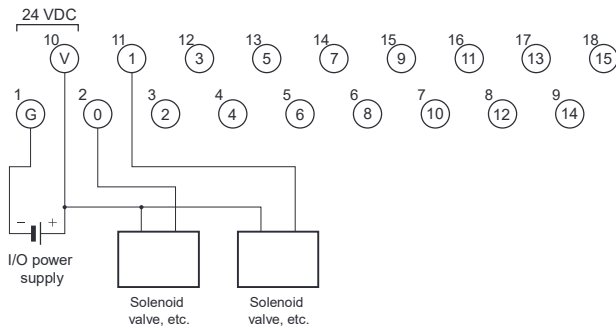 24 VDC
10 11 12 13 14 15 16 17 18
V 1 3 5 7 9 11 13 15
1 2 3 4 5 6 7 8 9
G 0 2 4 6 8 10 12 14
− +
I/O power
supply
Solenoid
valve, etc.
Solenoid
valve, etc.